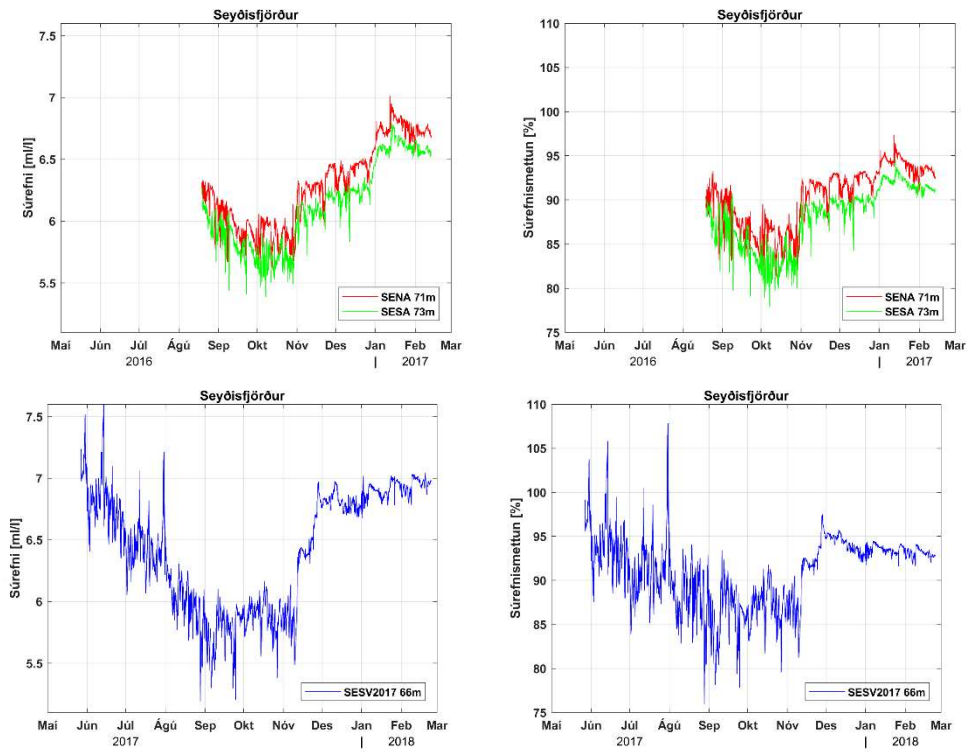 Seyðisfjörður
7.5
7
6.5
6
5.5
Súrefni [ml/l]
SENA 71m
SESA 73m
Maí Jún Júl Ágú Sep Okt Nóv Des Jan Feb Mar
2016 | 2017
Seyðisfjörður
110
105
100
95
90
85
80
75
Súrefnismettun [%]
SENA 71m
SESA 73m
Maí Jún Júl Ágú Sep Okt Nóv Des Jan Feb Mar
2016 | 2017
Seyðisfjörður
7.5
7
6.5
6
5.5
Súrefni [ml/l]
SESV2017 66m
Maí Jún Júl Ágú Sep Okt Nóv Des Jan Feb Mar
2017 | 2018
Seyðisfjörður
110
105
100
95
90
85
80
75
Súrefnismettun [%]
SESV2017 66m
Maí Jún Júl Ágú Sep Okt Nóv Des Jan Feb Mar
2017 | 2018